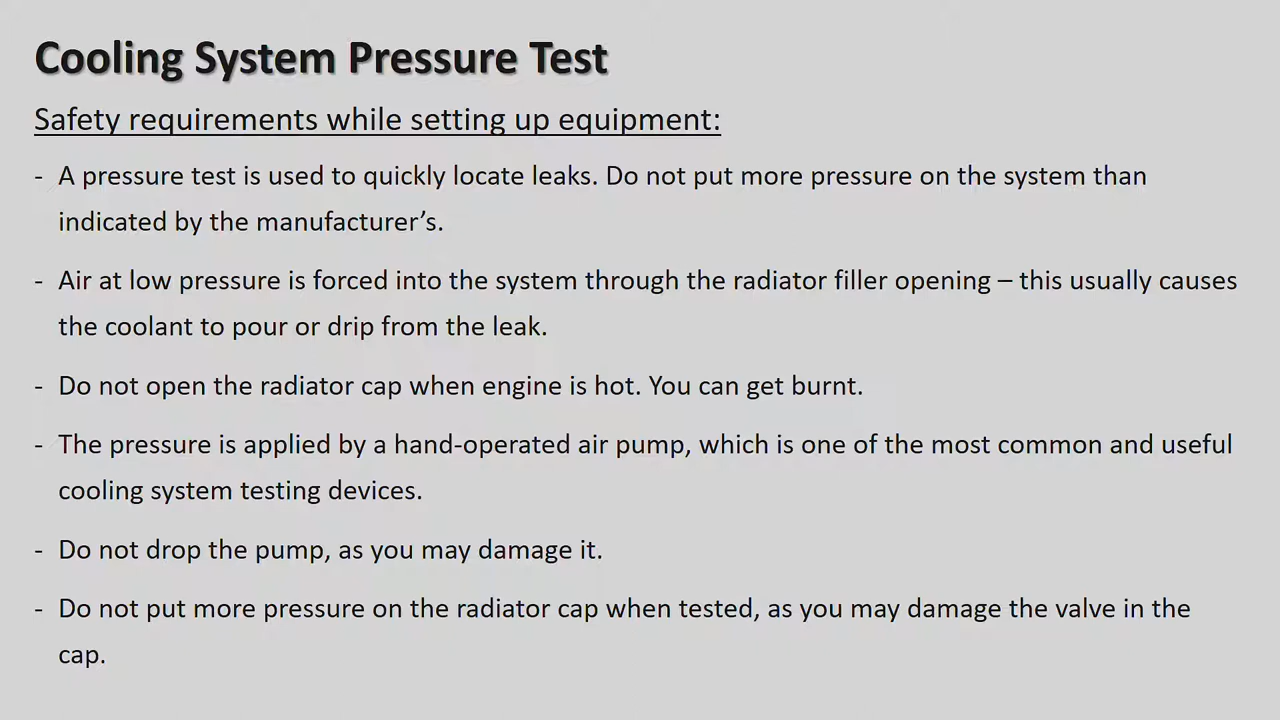 Cooling System Pressure Test
Safety requirements while setting up equipment:
- A pressure test is used to quickly locate leaks. Do not put more pressure on the system than
indicated by the manufacturer’s.
- Air at low pressure is forced into the system through the radiator filler opening – this usually causes
the coolant to pour or drip from the leak.
- Do not open the radiator cap when engine is hot. You can get burnt.
- The pressure is applied by a hand-operated air pump, which is one of the most common and useful
cooling system testing devices.
- Do not drop the pump, as you may damage it.
- Do not put more pressure on the radiator cap when tested, as you may damage the valve in the
cap.